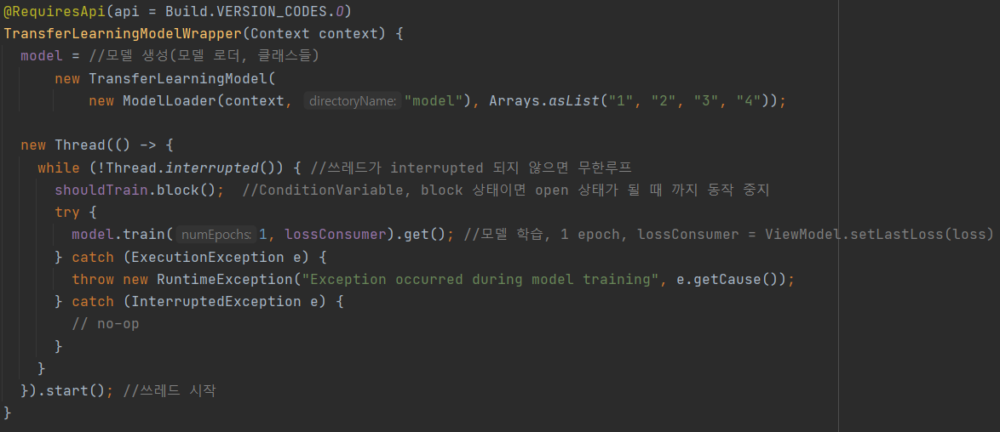 @RequiresApi(api = Build.VERSION_CODES.O)
TransferLearningModelWrapper(Context context) {
model = //모델 생성(모델 로더, 클래스들)
new TransferLearningModel(
new ModelLoader(context, directoryName: "model"), Arrays.asList("1", "2", "3", "4"));
new Thread(() -> {
while (!Thread.interrupted()) { //쓰레드가 interrupted 되지 않으면 무한루프
shouldTrain.block(); //ConditionVariable, block 상태이면 open 상태가 될 때 까지 동작 중지
try {
model.train( numEpochs: 1, lossConsumer).get(); //모델 학습, 1 epoch, lossConsumer = ViewModel.setLastLoss(loss)
} catch (ExecutionException e) {
throw new RuntimeException("Exception occurred during model training", e.getCause());
} catch (InterruptedException e) {
// no-op
}
}
}).start(); //쓰레드 시작
}